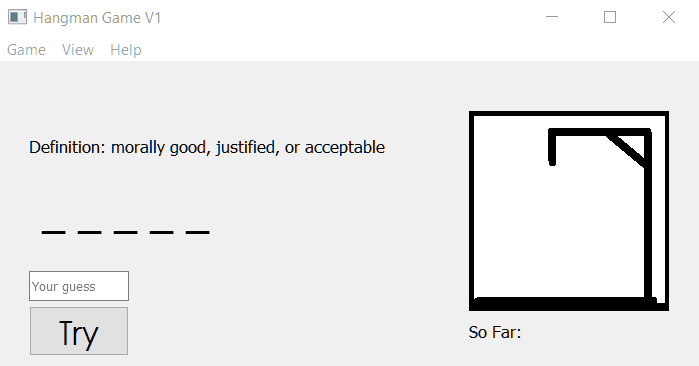 Hangman Game V1
Game View Help
Definition: morally good, justified, or acceptable
_ _ _ _ _
Your guess
Try
So Far: